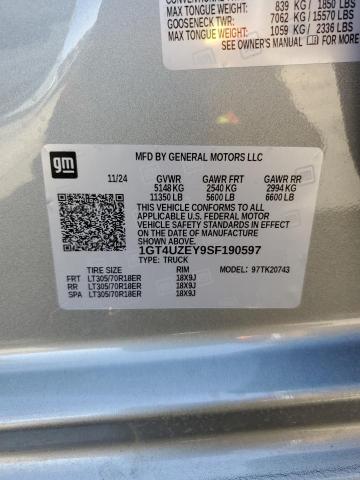 MAX TONGUE WEIGHT: 839 KG / 1850 LBS
GOOSENECK TWR: 7062 KG / 15570 LBS
MAX TONGUE WEIGHT: 1059 KG / 2336 LBS
SEE OWNER'S MANUAL FOR
gm
MFD BY GENERAL MOTORS LLC
11/24 GVWR GAWR FRT GAWR RR
5148 KG 2540 KG 2994 KG
11350 LB 5600 LB 6600 LB
THIS VEHICLE CONFORMS TO ALL
APPLICABLE U.S. FEDERAL MOTOR
VEHICLE SAFETY STANDARDS IN
EFFECT ON THE DATE OF
MANUFACTURE SHOWN ABOVE.
1GT4UZEY9SF190597
TYPE: TRUCK
TIRE SIZE RIM MODEL: 97TK20743
FRT LT305/70R18ER 18X9J
RR LT305/70R18ER 18X9J
SPA LT305/70R18ER 18X9J